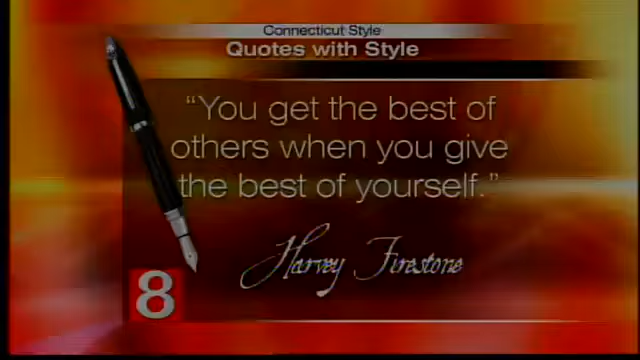 Connecticut Style
Quotes with Style
“You get the best of
others when you give
the best of yourself.”
Harvey Firestone
8